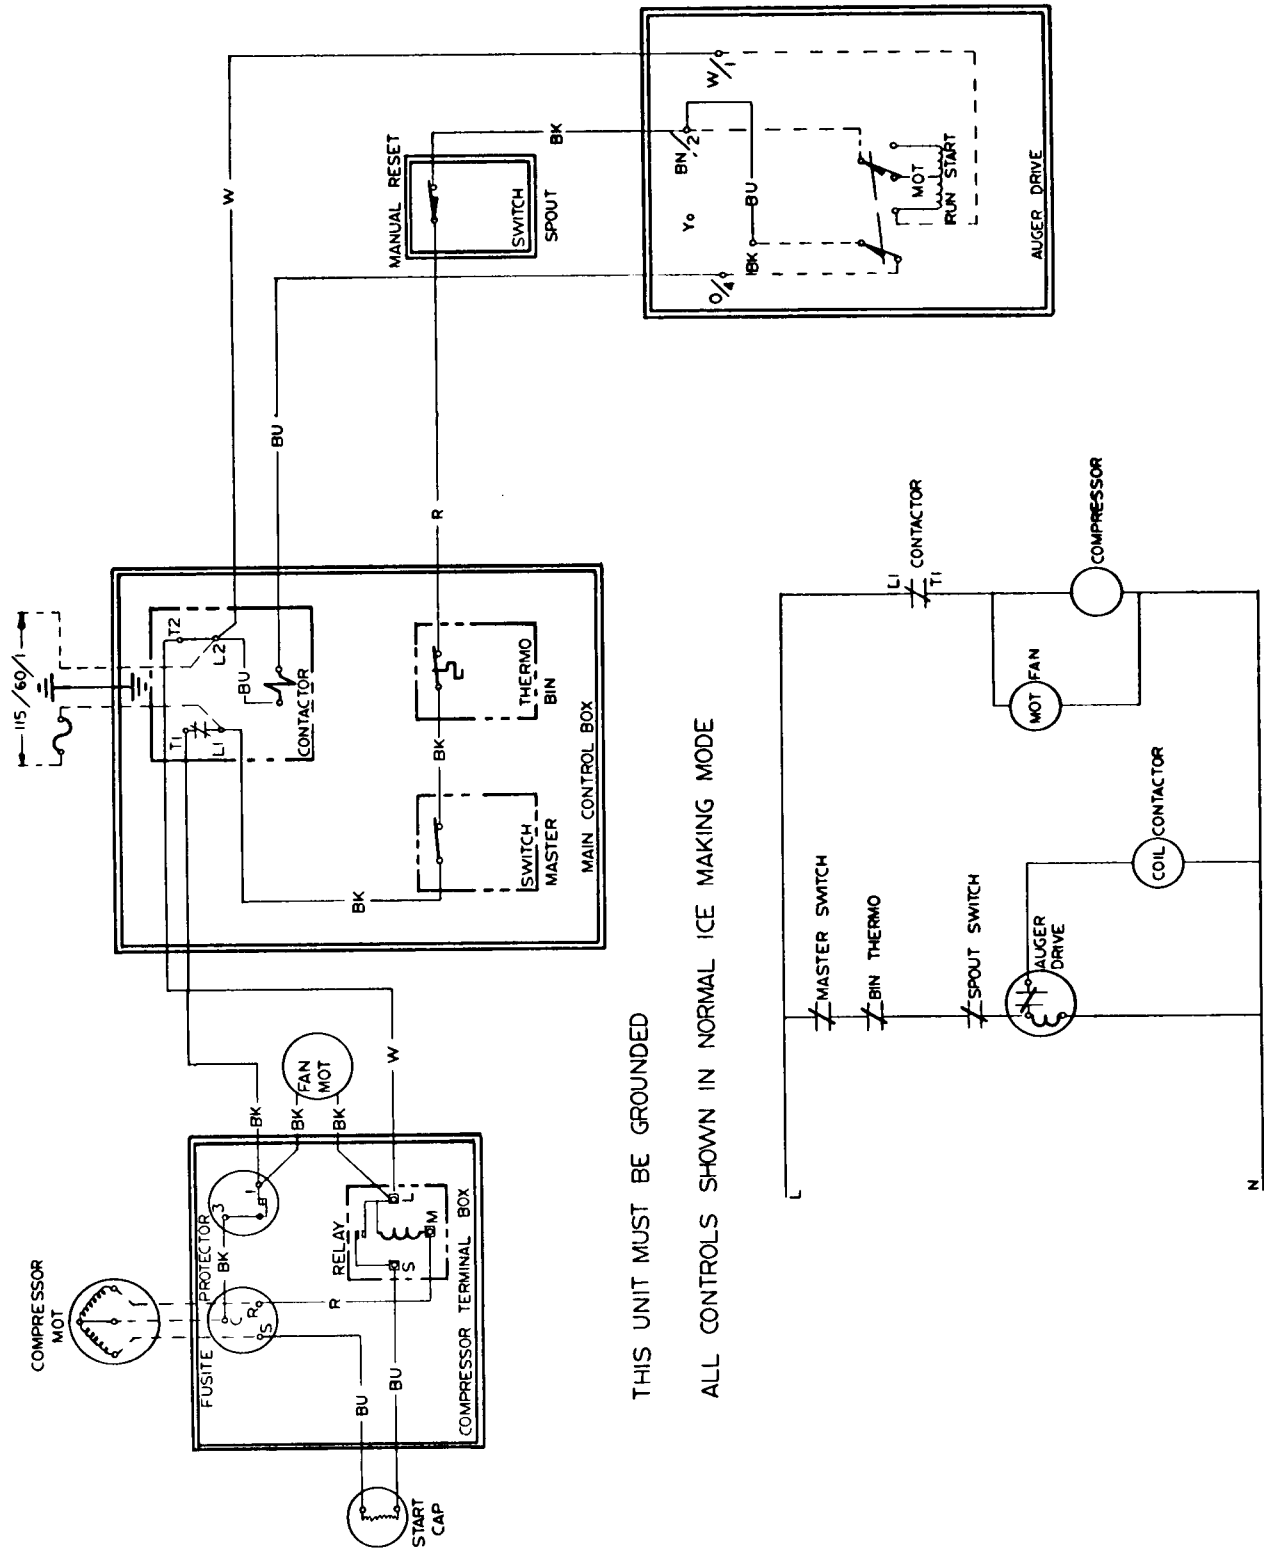 COMPRESSOR
MOT
FUSITE
PROTECTOR
3
1
BK
C
R
S
RELAY
L
M
S
R
BU
BU
COMPRESSOR TERMINAL BOX
START
CAP
BK
BK
BK
FAN
MOT
W
115/60/1
T1
L1
T2
L2
BU
CONTACTOR
BK
SWITCH
MASTER
BK
THERMO
BIN
MAIN CONTROL BOX
W
BU
R
MANUAL RESET
SWITCH
SPOUT
BK
W/1
BN/2
BU
Y
BK
O/4
MOT
RUN START
AUGER DRIVE
THIS UNIT MUST BE GROUNDED
ALL CONTROLS SHOWN IN NORMAL ICE MAKING MODE
L
MASTER SWITCH
BIN THERMO
SPOUT SWITCH
AUGER
DRIVE
COIL CONTACTOR
MOT FAN
L1
T1
CONTACTOR
COMPRESSOR
N